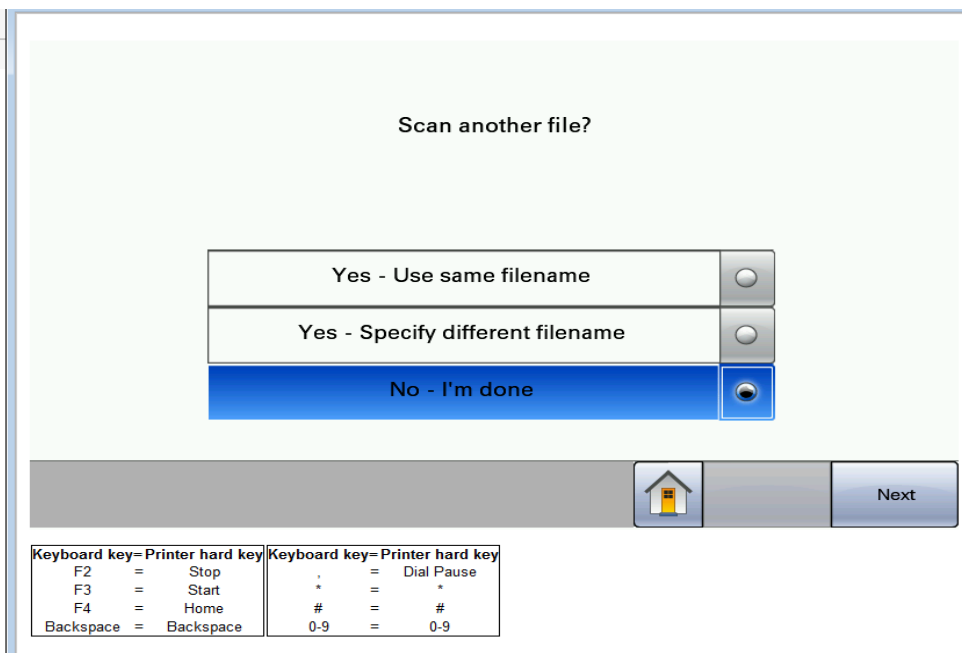 Scan another file?
Yes - Use same filename
Yes - Specify different filename
No - I'm done
Next
Keyboard key=Printer hard key Keyboard key=Printer hard key
F2 = Stop , = Dial Pause
F3 = Start * = *
F4 = Home # = #
Backspace = Backspace 0-9 = 0-9